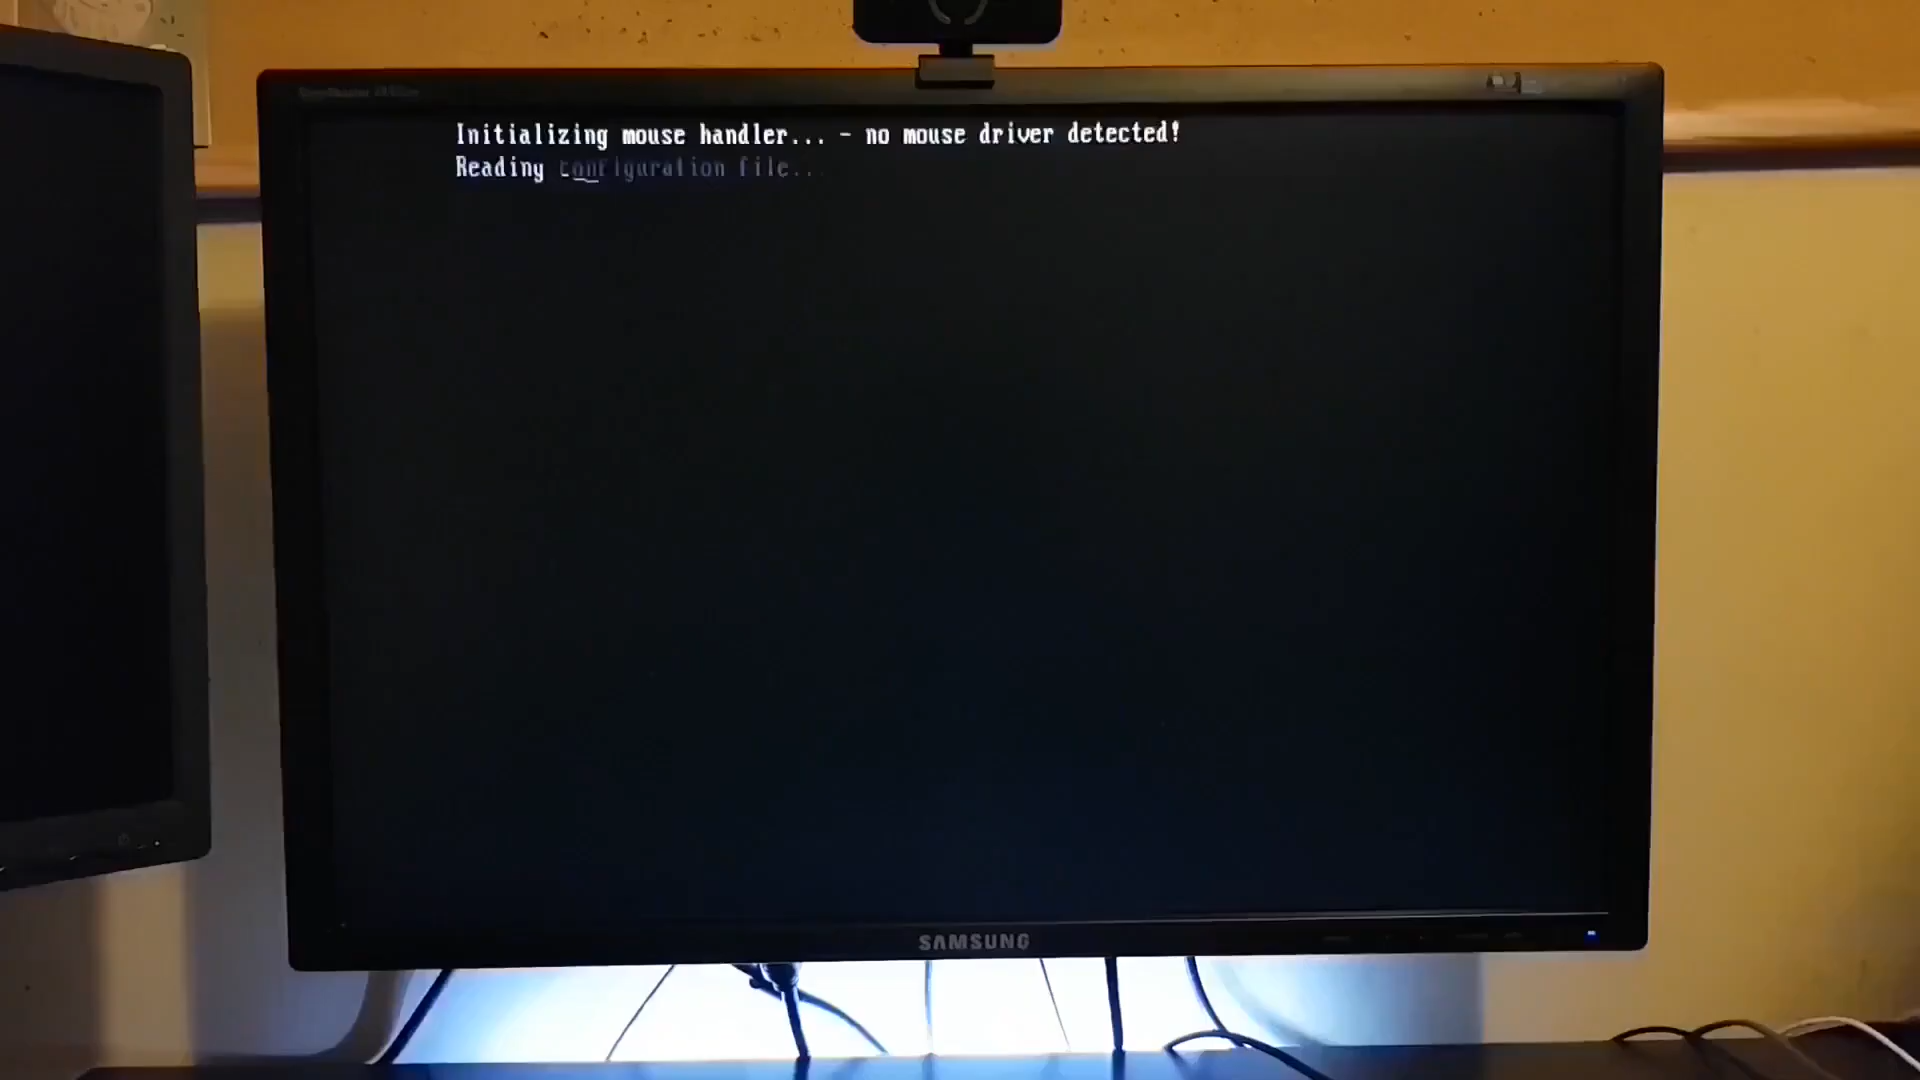 Initializing mouse handler... - no mouse driver detected!
Reading configuration file...
SAMSUNG